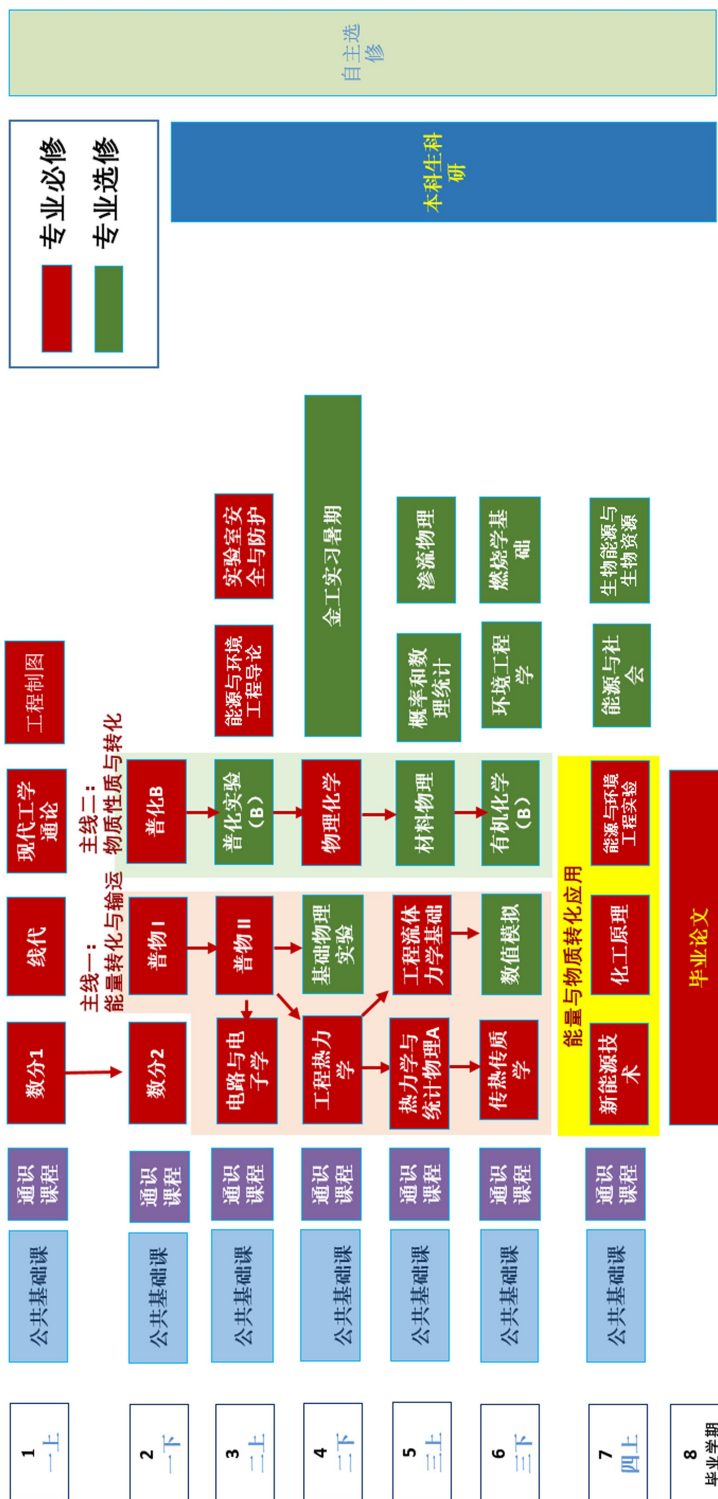 1
一上
公共基础课
通识
课程
数分1
线代
现代工学
通论
工程制图
专业必修
专业选修
主线一：
能量转化与输运
主线二：
物质性质与转化
2
一下
公共基础课
通识
课程
数分2
普物 I
普化B
3
二上
公共基础课
通识
课程
电路与电
子学
普物 II
普化实验
（B）
能源与环境
工程导论
实验室安
全与防护
4
二下
公共基础课
通识
课程
工程热力
学
基础物理
实验
物理化学
金工实习暑期
5
三上
公共基础课
通识
课程
热力学与
统计物理A
工程流体
力学基础
材料物理
概率和数
理统计
渗流物理
6
三下
公共基础课
通识
课程
传热传质
学
数值模拟
有机化学
（B）
环境工程
学
燃烧学基
础
能量与物质转化应用
7
四上
公共基础课
通识
课程
新能源技
术
化工原理
能源与环境
工程实验
能源与社
会
生物能源与
生物资源
8
毕业学期
毕业论文
本科生科
研
自主选
修